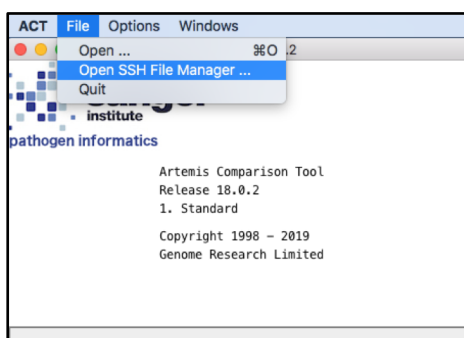 ACT File Options Windows
Open ... ⌘O .2
Open SSH File Manager ...
Quit
institute
pathogen informatics
Artemis Comparison Tool
Release 18.0.2
1. Standard
Copyright 1998 – 2019
Genome Research Limited